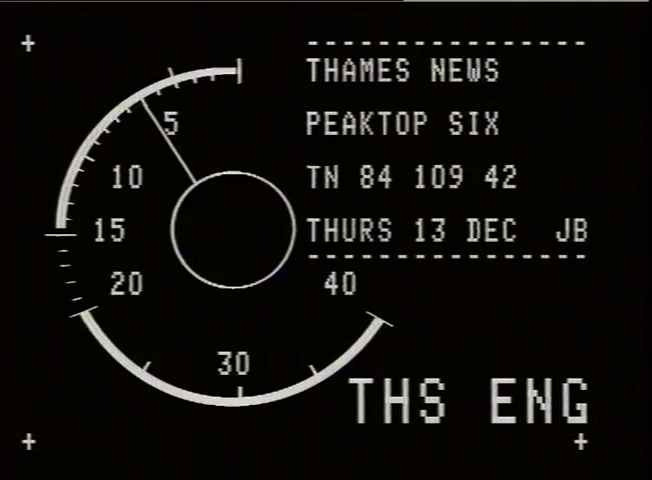 THAMES NEWS
PEAKTOP SIX
TN 84 109 42
THURS 13 DEC JB
5
10
15
20
30
40
THS ENG